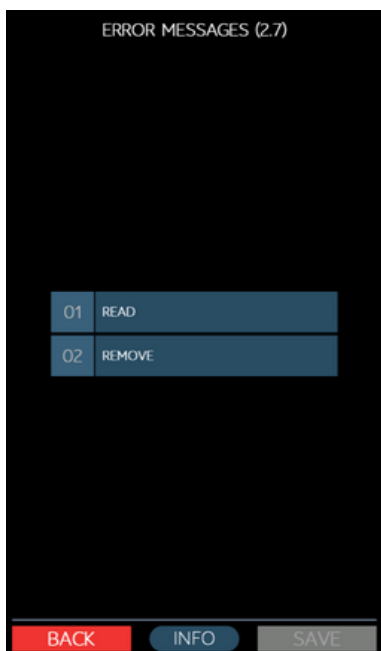 ERROR MESSAGES (2.7)
01 READ
02 REMOVE
BACK INFO SAVE